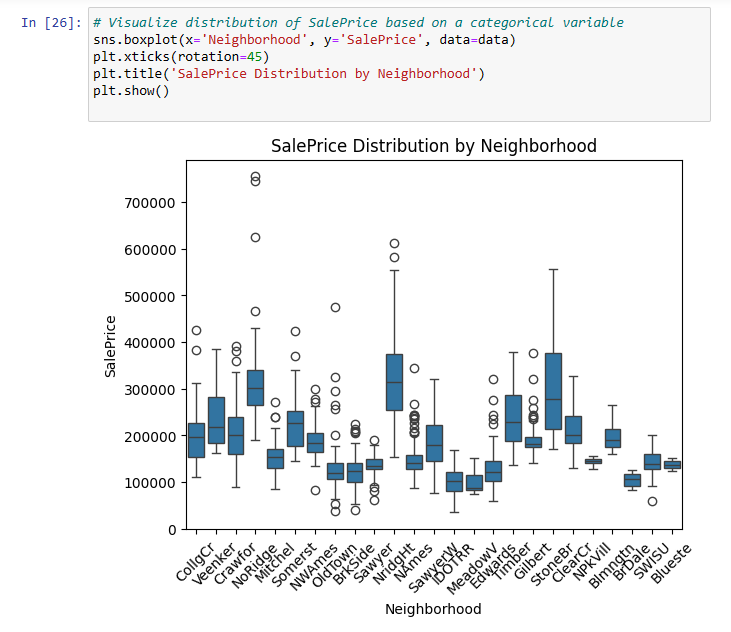 In [26]:
# Visualize distribution of SalePrice based on a categorical variable
sns.boxplot(x='Neighborhood', y='SalePrice', data=data)
plt.xticks(rotation=45)
plt.title('SalePrice Distribution by Neighborhood')
plt.show()
SalePrice Distribution by Neighborhood
SalePrice
700000
600000
500000
400000
300000
200000
100000
0
CollgCr
Veenker
Crawfor
NoRidge
Mitchel
Somerst
NWAmes
OldTown
BrkSide
Sawyer
NridgHt
NAmes
SawyerW
IDOTRR
MeadowV
Edwards
Timber
Gilbert
StoneBr
ClearCr
NPkVill
Blmngtn
BrDale
SWISU
Blueste
Neighborhood